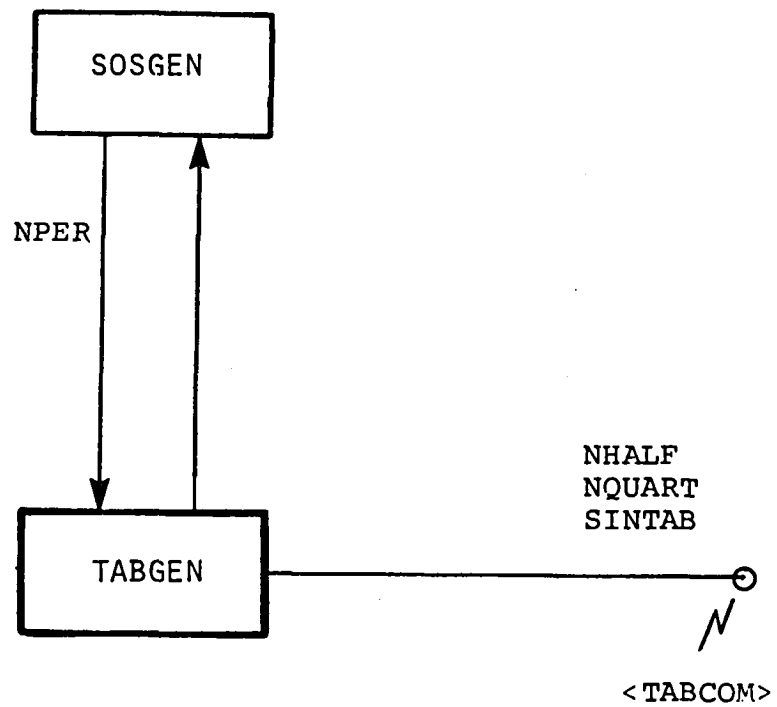 SOSGEN
NPER
NHALF
NQUART
SINTAB
TABGEN
<TABCOM>